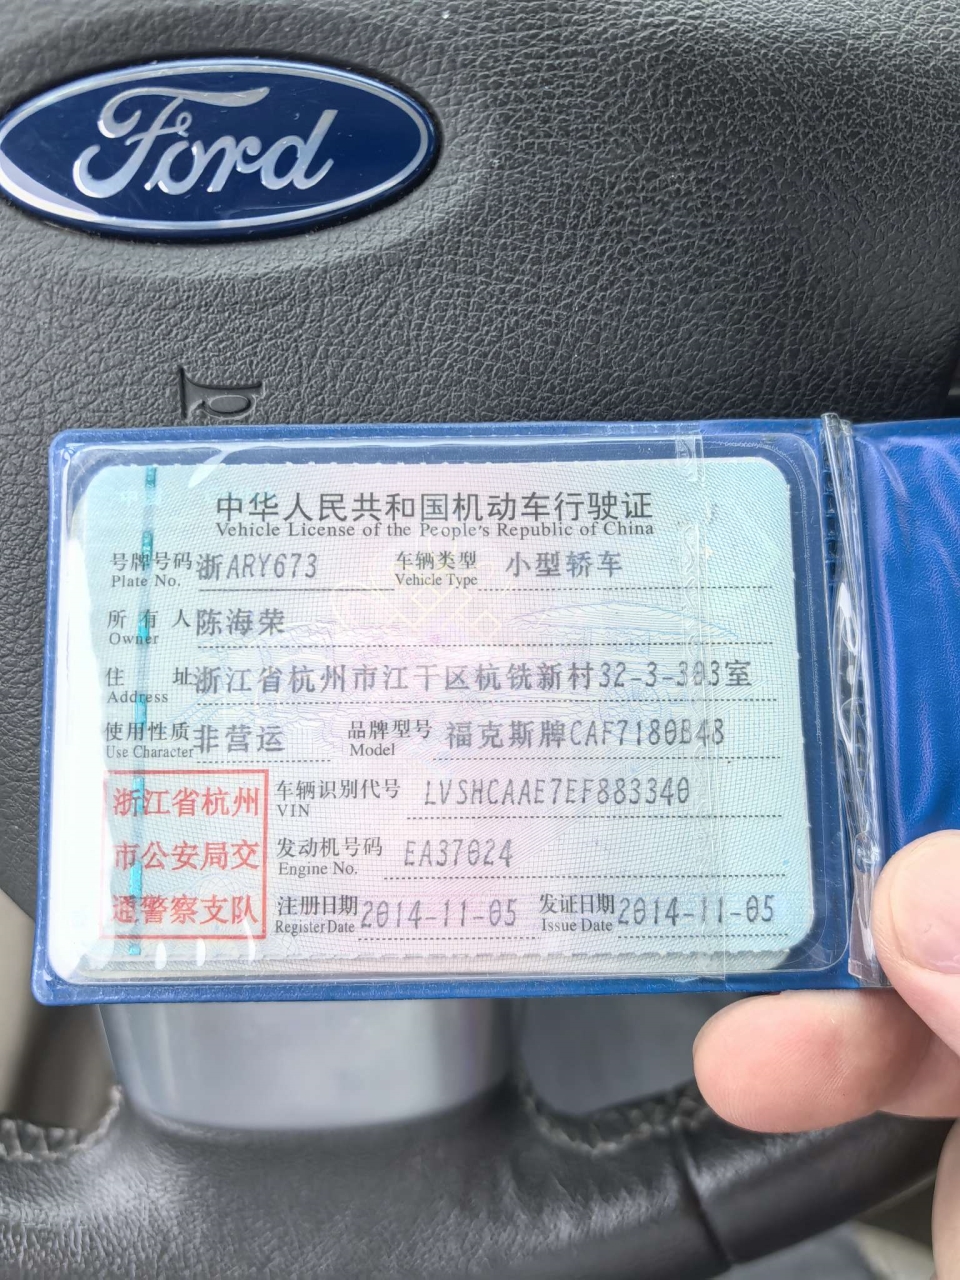 Ford
中华人民共和国机动车行驶证
Vehicle License of the People's Republic of China
号牌号码 浙ARY673 车辆类型 小型轿车
Plate No. Vehicle Type
所有人 陈海荣
Owner
住址 浙江省杭州市江干区杭铣新村32-3-303室
Address
使用性质 非营运 品牌型号 福克斯牌CAF7180B48
Use Character Model
浙江省杭州
市公安局交
通警察支队
车辆识别代号 LVSHCAAE7EF883340
VIN
发动机号码 EA37024
Engine No.
注册日期 2014-11-05 发证日期 2014-11-05
Register Date Issue Date